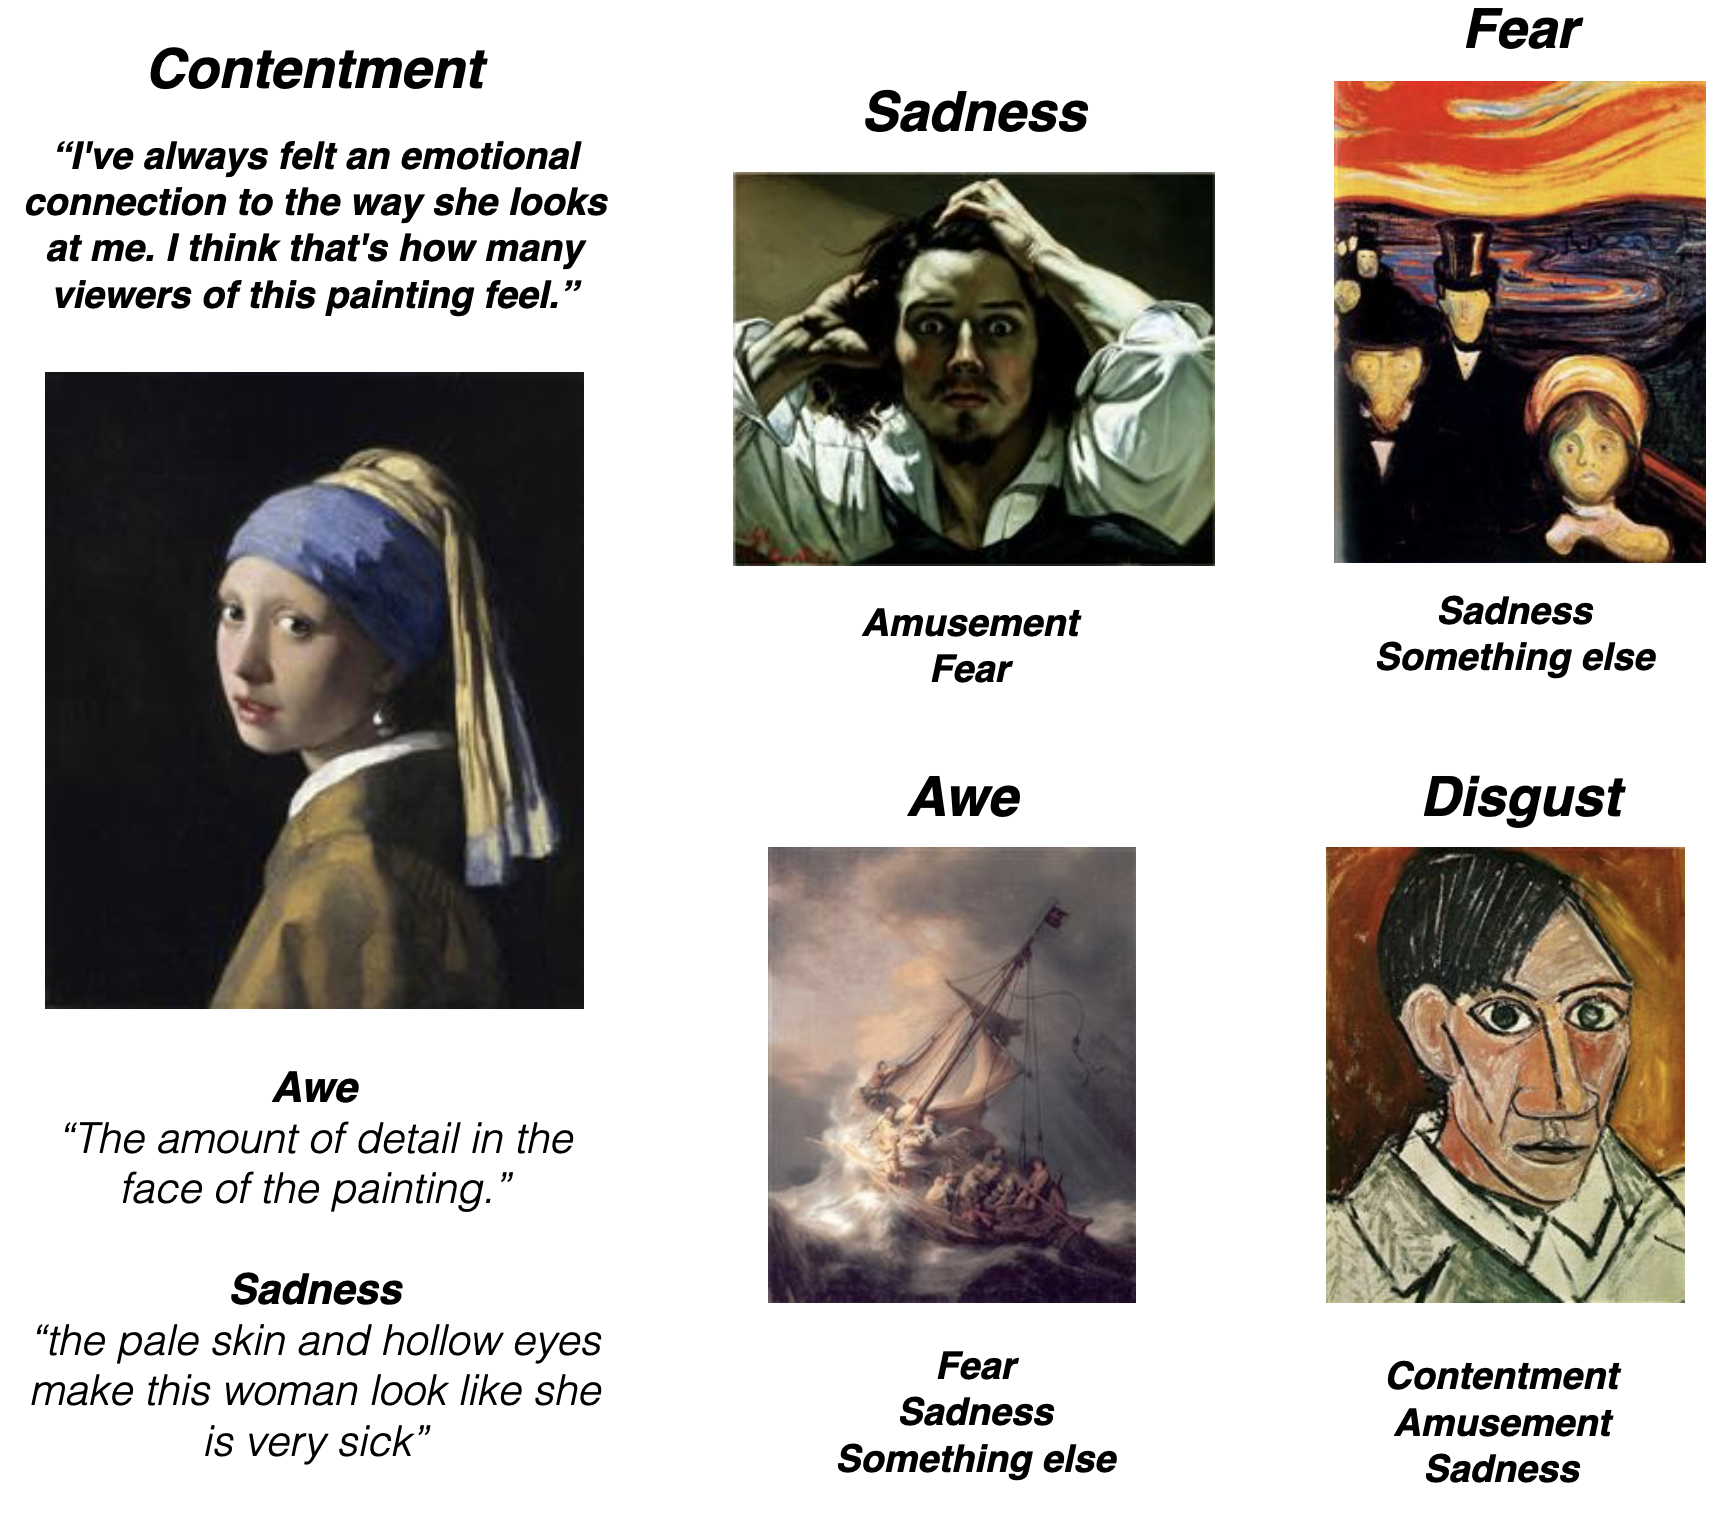 Contentment
“I've always felt an emotional
connection to the way she looks
at me. I think that's how many
viewers of this painting feel.”
Awe
“The amount of detail in the
face of the painting.”
Sadness
“the pale skin and hollow eyes
make this woman look like she
is very sick”
Sadness
Amusement
Fear
Fear
Sadness
Something else
Awe
Fear
Sadness
Something else
Disgust
Contentment
Amusement
Sadness